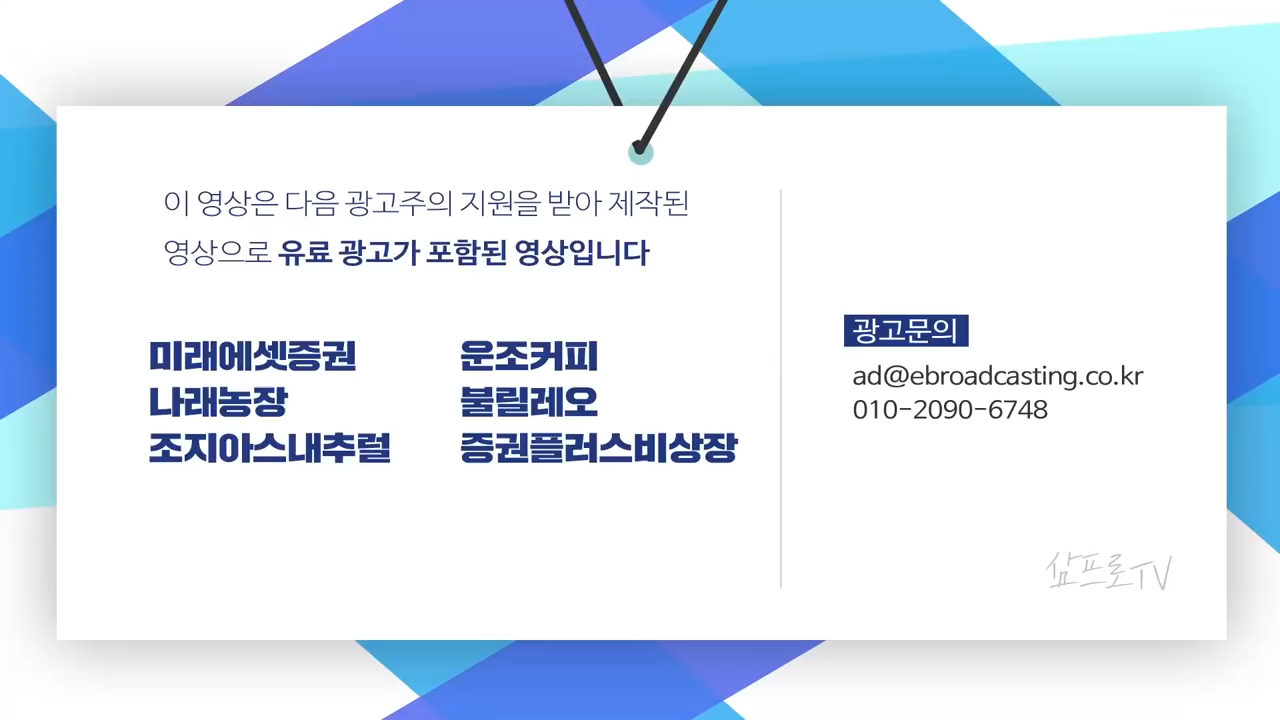 이 영상은 다음 광고주의 지원을 받아 제작된
영상으로 유료 광고가 포함된 영상입니다
미래에셋증권
운조커피
나래농장
불릴레오
조지아스내추럴
증권플러스비상장
광고문의
ad@ebroadcasting.co.kr
010-2090-6748
삼프로TV